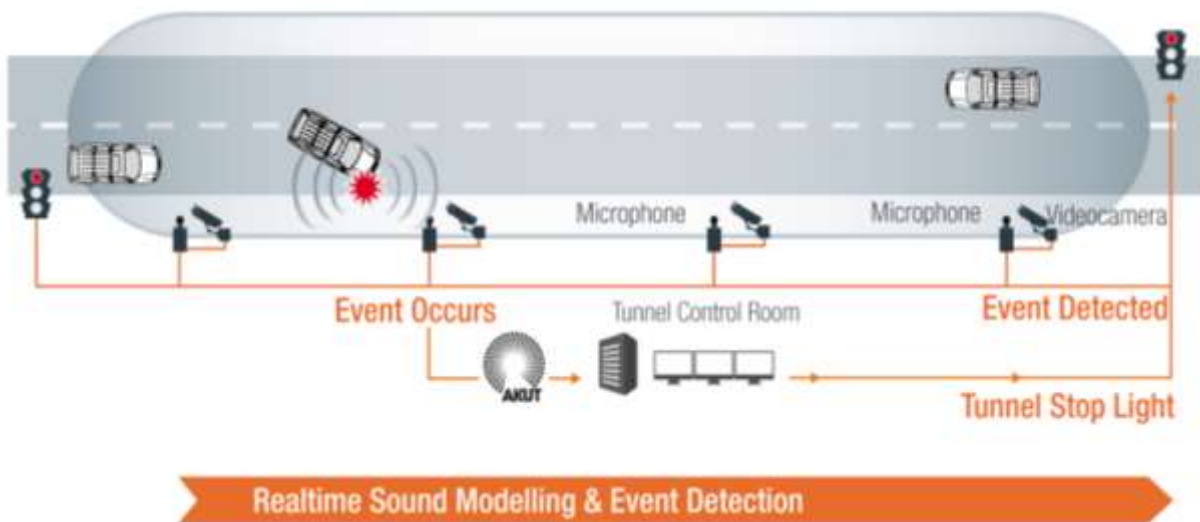 Microphone
Microphone
Videocamera
Event Occurs
Tunnel Control Room
Event Detected
AKUT
Tunnel Stop Light
Realtime Sound Modelling & Event Detection